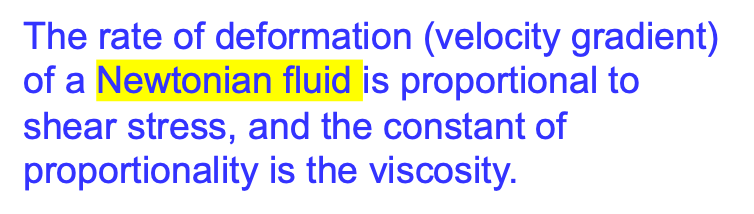 The rate of deformation (velocity gradient)
of a Newtonian fluid is proportional to
shear stress, and the constant of
proportionality is the viscosity.